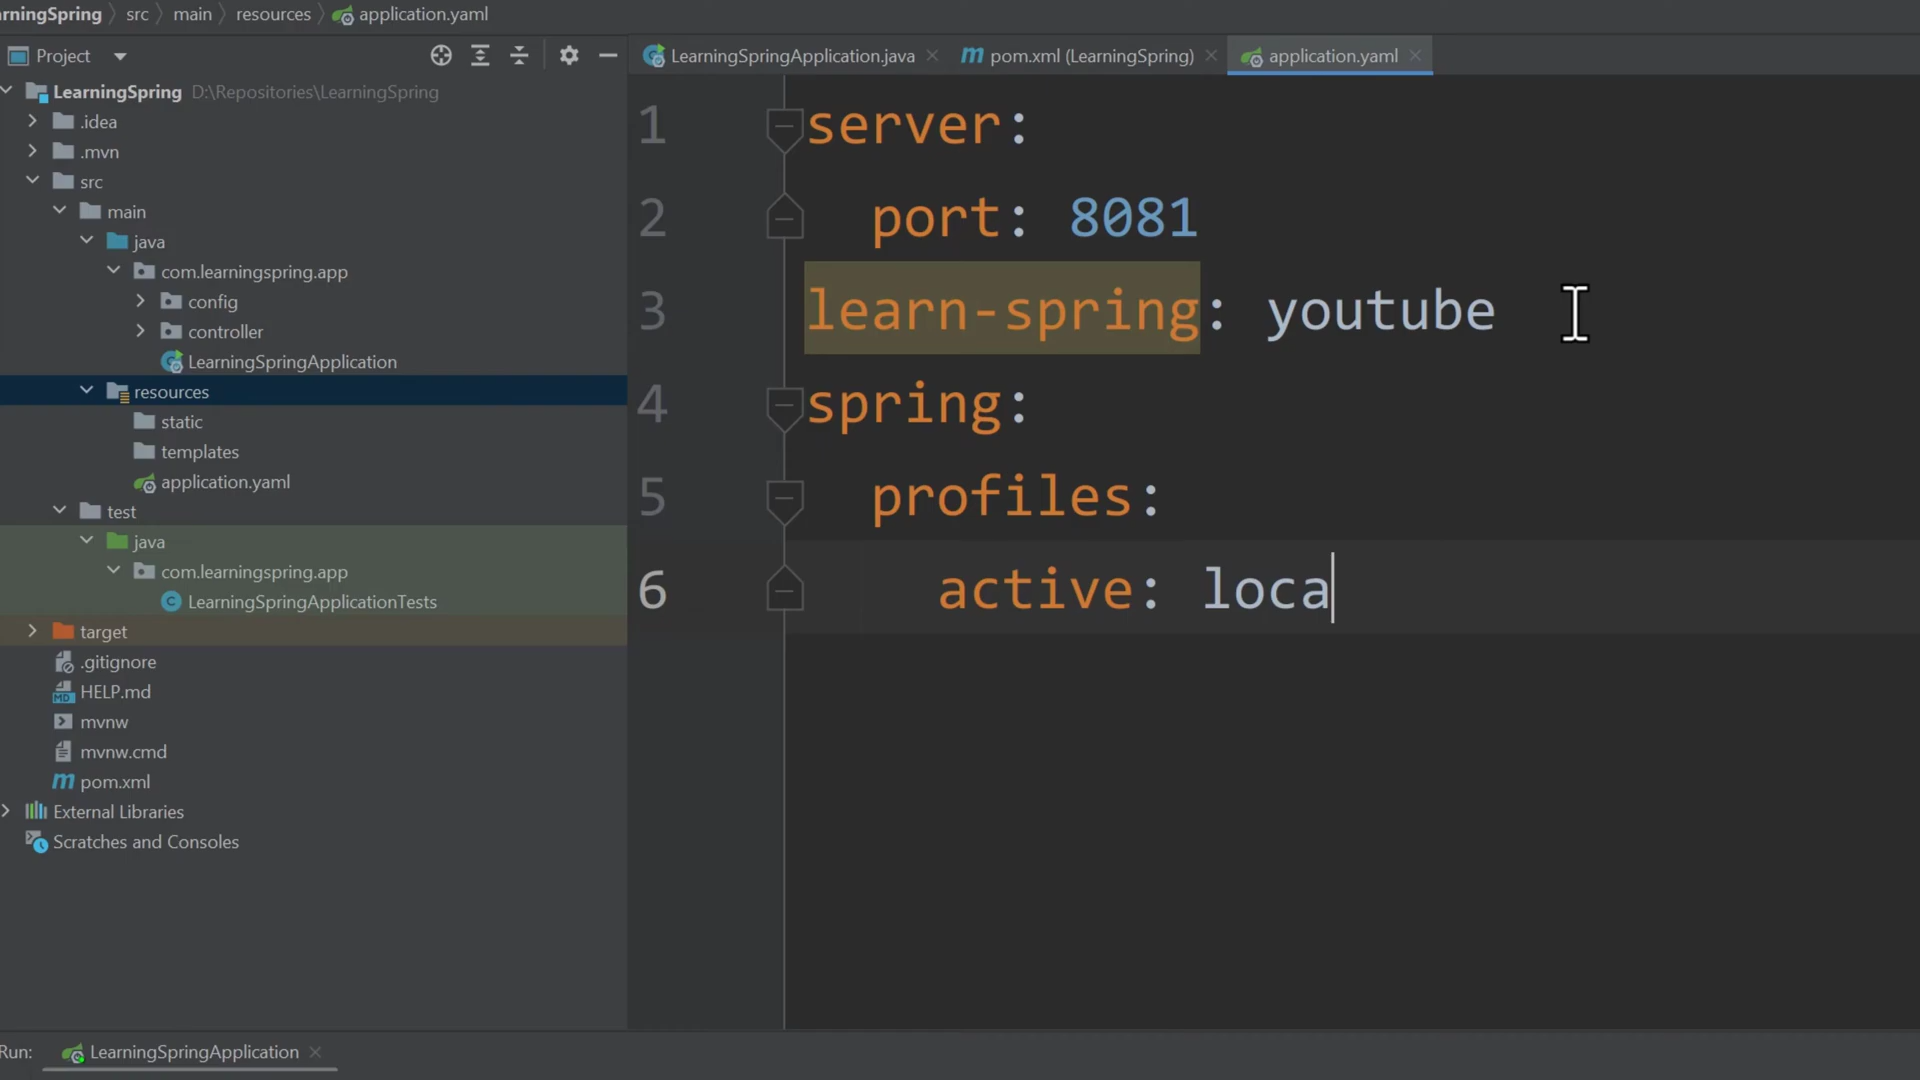 rningSpring src main resources application.yaml
Project
LearningSpringApplication.java pom.xml (LearningSpring) application.yaml
LearningSpring D:\Repositories\LearningSpring
.idea
.mvn
src
main
java
com.learningspring.app
config
controller
LearningSpringApplication
resources
static
templates
application.yaml
test
java
com.learningspring.app
LearningSpringApplicationTests
target
.gitignore
HELP.md
mvnw
mvnw.cmd
pom.xml
External Libraries
Scratches and Consoles
1 server:
2 port: 8081
3 learn-spring: youtube
4 spring:
5 profiles:
6 active: loca
Run: LearningSpringApplication